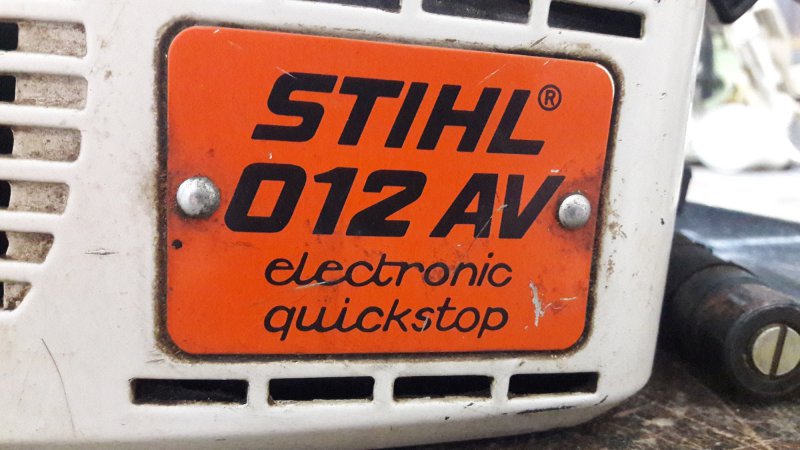 STIHL®
012 AV
electronic
quickstop